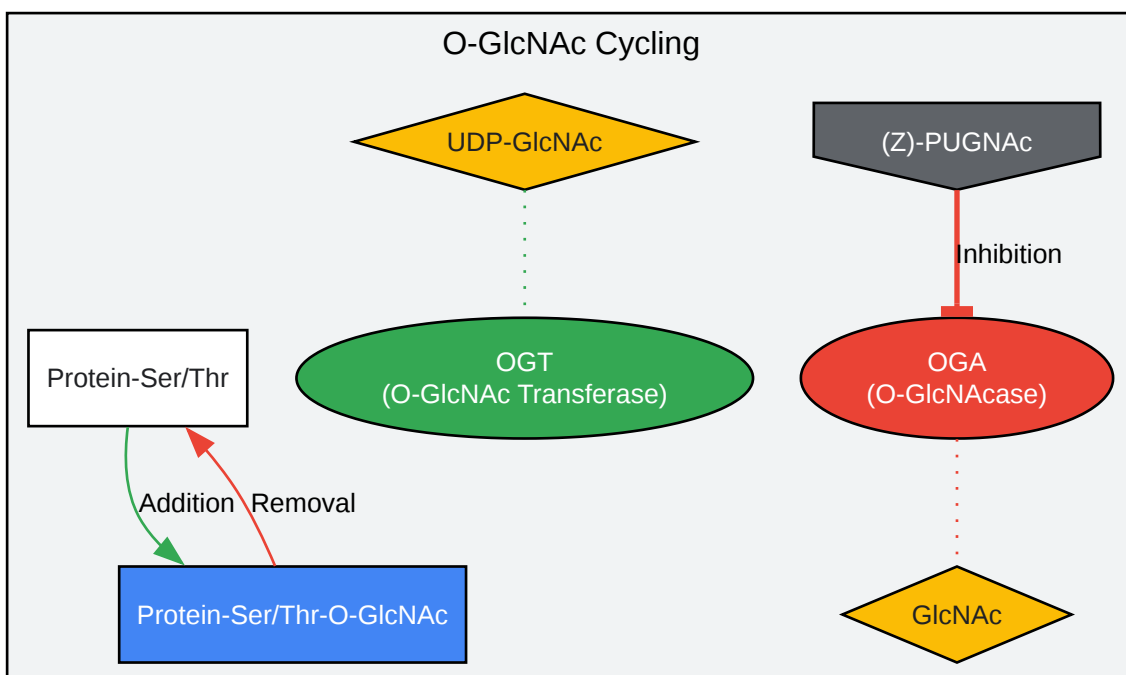 O-GlcNAc Cycling
UDP-GlcNAc
(Z)-PUGNAc
Inhibition
Protein-Ser/Thr
OGT
(O-GlcNAc Transferase)
OGA
(O-GlcNAcase)
Addition
Removal
Protein-Ser/Thr-O-GlcNAc
GlcNAc